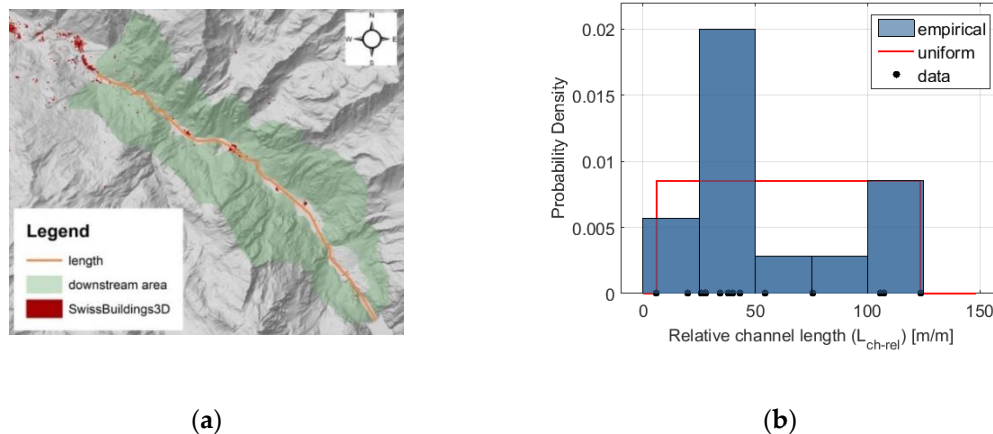 N
W E
S
Legend
length
downstream area
SwissBuildings3D
(a)
0.02
0.015
0.01
0.005
0
0 50 100 150
Probability Density
Relative channel length (L_ch-rel) [m/m]
empirical
uniform
data
(b)